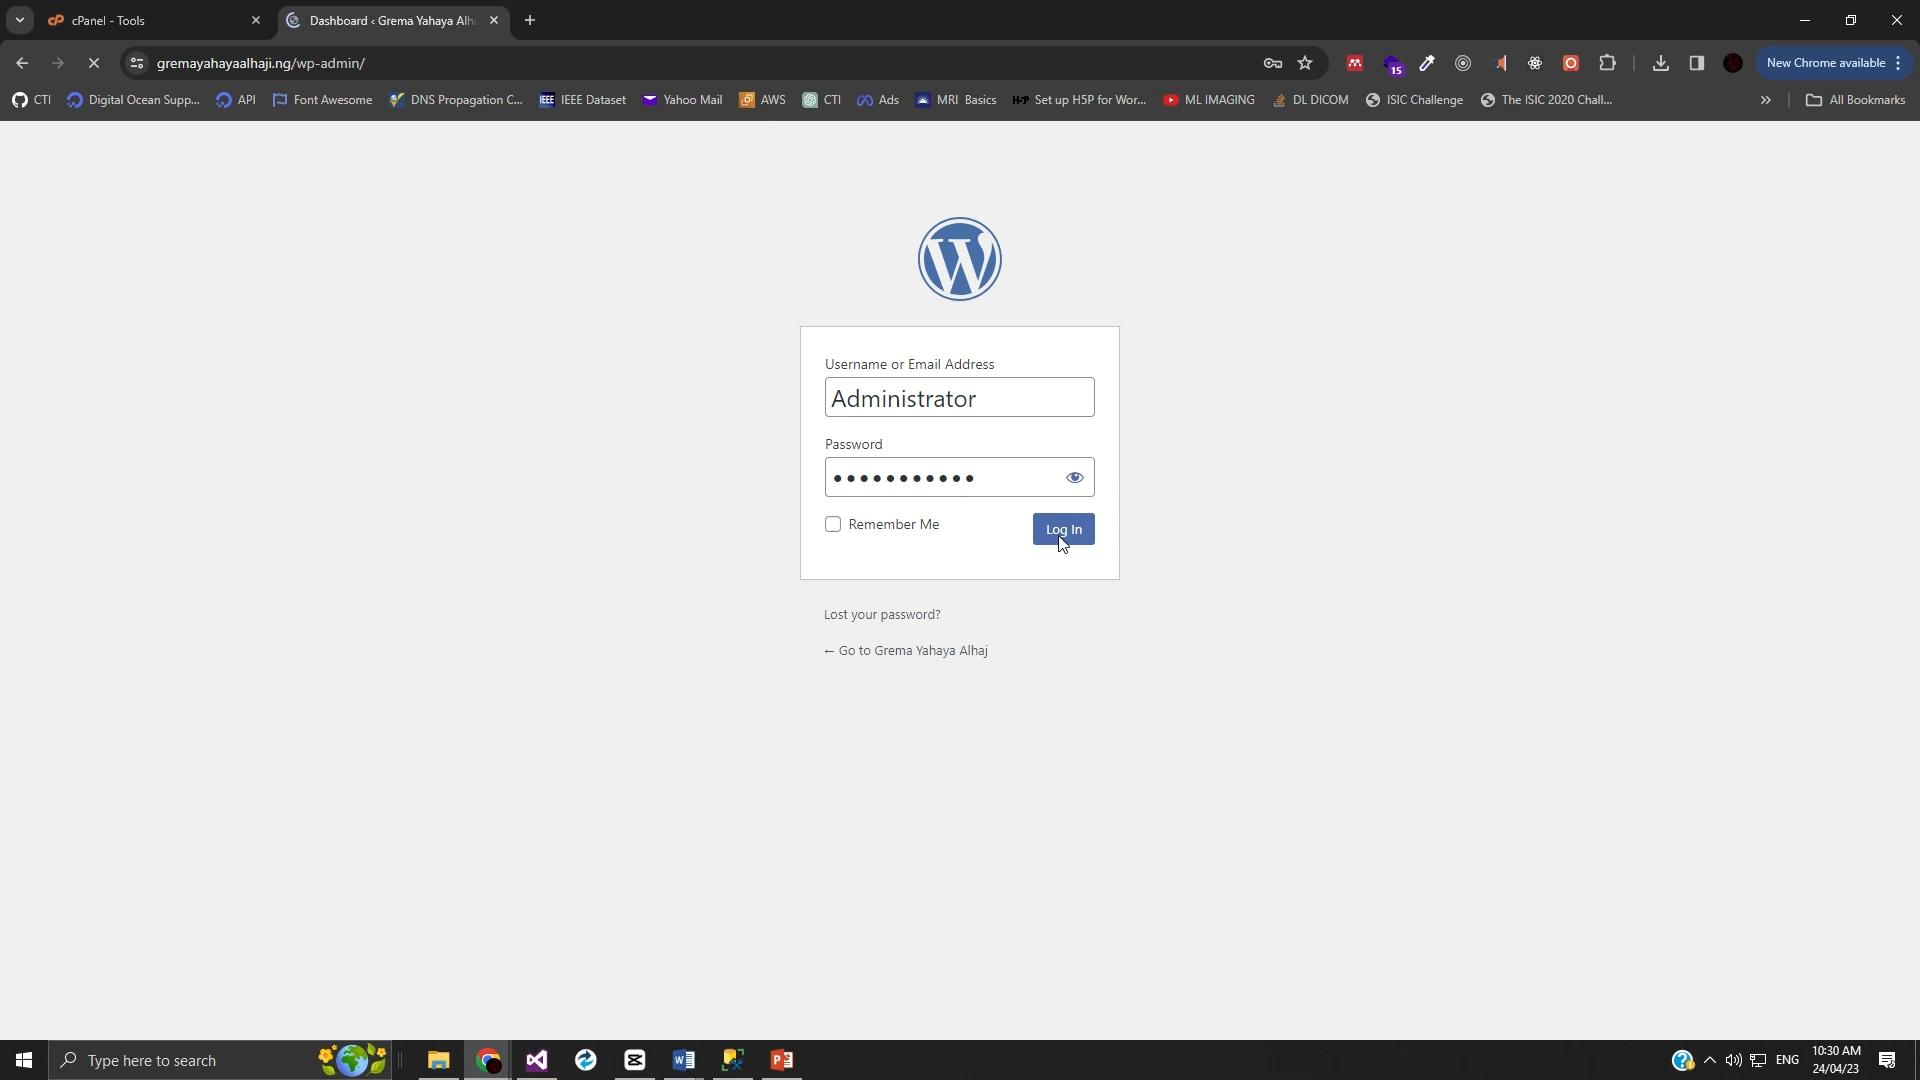 cPanel - Tools
Dashboard ‹ Grema Yahaya Alh
gremayahayaalhaji.ng/wp-admin/
15
New Chrome available
CTI
Digital Ocean Supp...
API
Font Awesome
DNS Propagation C...
IEEE
IEEE Dataset
Yahoo Mail
AWS
CTI
Ads
MRI Basics
H-P
Set up H5P for Wor...
ML IMAGING
DL DICOM
ISIC Challenge
The ISIC 2020 Chall...
All Bookmarks
Username or Email Address
Administrator
Password
Remember Me
Log In
Lost your password?
← Go to Grema Yahaya Alhaj
Type here to search
ENG
10:30 AM
24/04/23